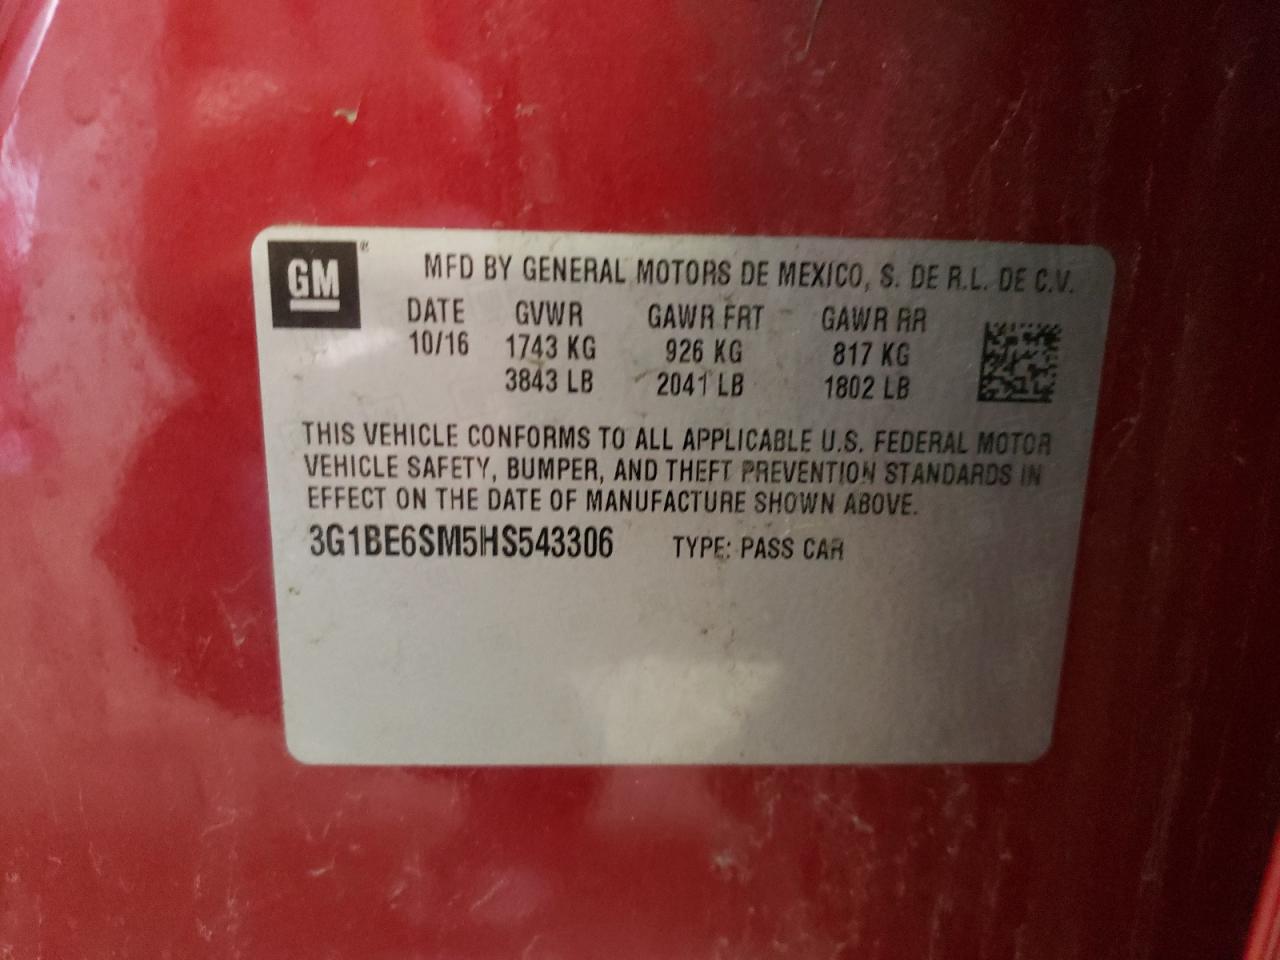 GM ®
MFD BY GENERAL MOTORS DE MEXICO, S. DE R.L. DE C.V.
DATE GVWR GAWR FRT GAWR RR
10/16 1743 KG 926 KG 817 KG
3843 LB 2041 LB 1802 LB
THIS VEHICLE CONFORMS TO ALL APPLICABLE U.S. FEDERAL MOTOR
VEHICLE SAFETY, BUMPER, AND THEFT PREVENTION STANDARDS IN
EFFECT ON THE DATE OF MANUFACTURE SHOWN ABOVE.
3G1BE6SM5HS543306 TYPE: PASS CAR